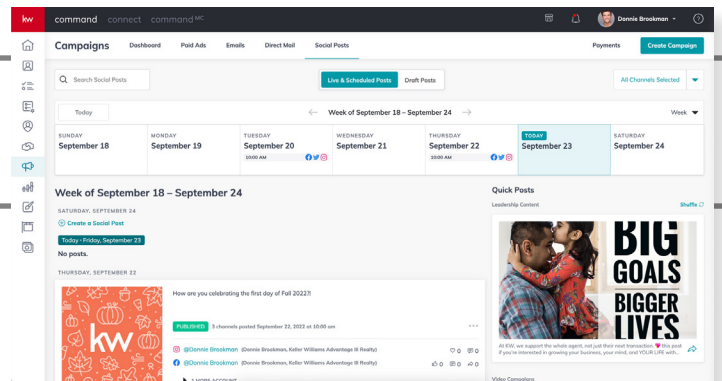 kw command connect command MC Donnie Brookman
Campaigns Dashboard Paid Ads Emails Direct Mail Social Posts Payments Create Campaign
Search Social Posts Live & Scheduled Posts Draft Posts All Channels Selected
Today ← Week of September 18 – September 24 → Week
SUNDAY MONDAY TUESDAY WEDNESDAY THURSDAY TODAY SATURDAY
September 18 September 19 September 20 September 21 September 22 September 23 September 24
10:00 AM 10:00 AM
Week of September 18 – September 24
SATURDAY, SEPTEMBER 24
Create a Social Post
Today - Friday, September 23
No posts.
THURSDAY, SEPTEMBER 22
How are you celebrating the first day of Fall 2022?!
kw
PUBLISHED 3 channels posted September 22, 2022 at 10:00 am
@Donnie Brookman (Donnie Brookman, Keller Williams Advantage III Realty) 0 0
@Donnie Brookman (Donnie Brookman, Keller Williams Advantage III Realty) 0 0 0
1 MORE ACCOUNT
Quick Posts
Leadership Content Shuffle
BIG
GOALS
BIGGER
LIVES
At KW, we support the whole agent, not just their next transaction. ❤ this post
if you're interested in growing your business, your mind, and YOUR LIFE with...
Video Campaigns